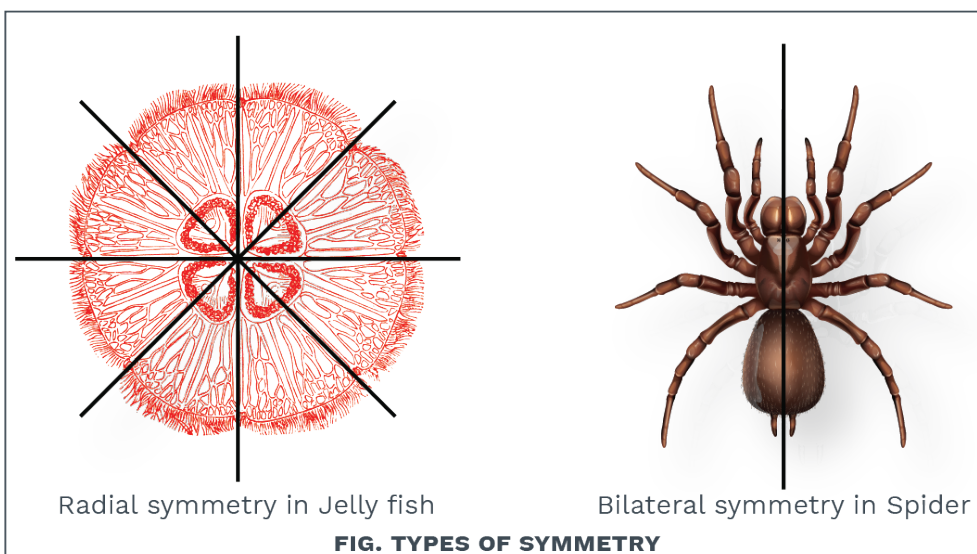 Radial symmetry in Jelly fish
Bilateral symmetry in Spider
FIG. TYPES OF SYMMETRY